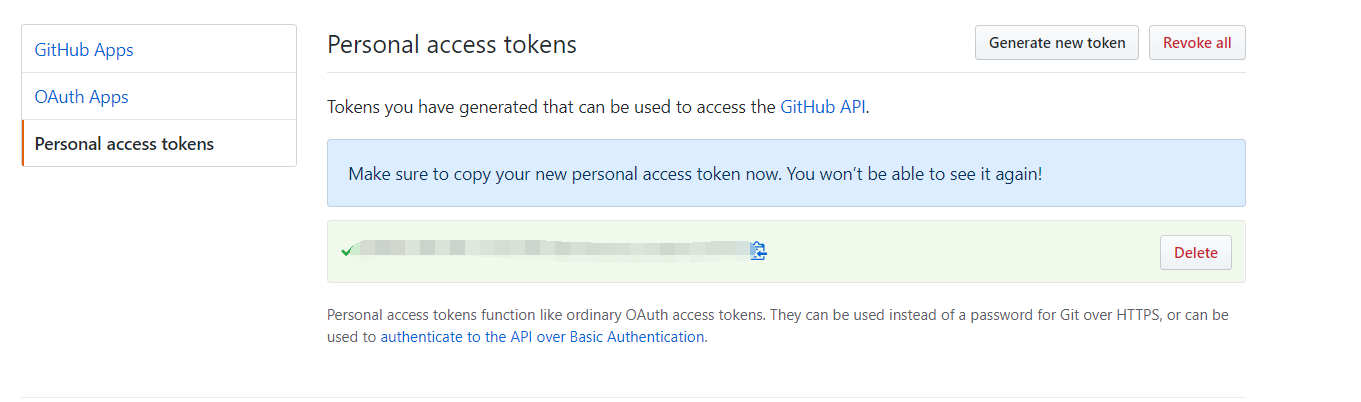 GitHub Apps
OAuth Apps
Personal access tokens
Personal access tokens
Generate new token
Revoke all
Tokens you have generated that can be used to access the GitHub API.
Make sure to copy your new personal access token now. You won’t be able to see it again!
Delete
Personal access tokens function like ordinary OAuth access tokens. They can be used instead of a password for Git over HTTPS, or can be
used to authenticate to the API over Basic Authentication.